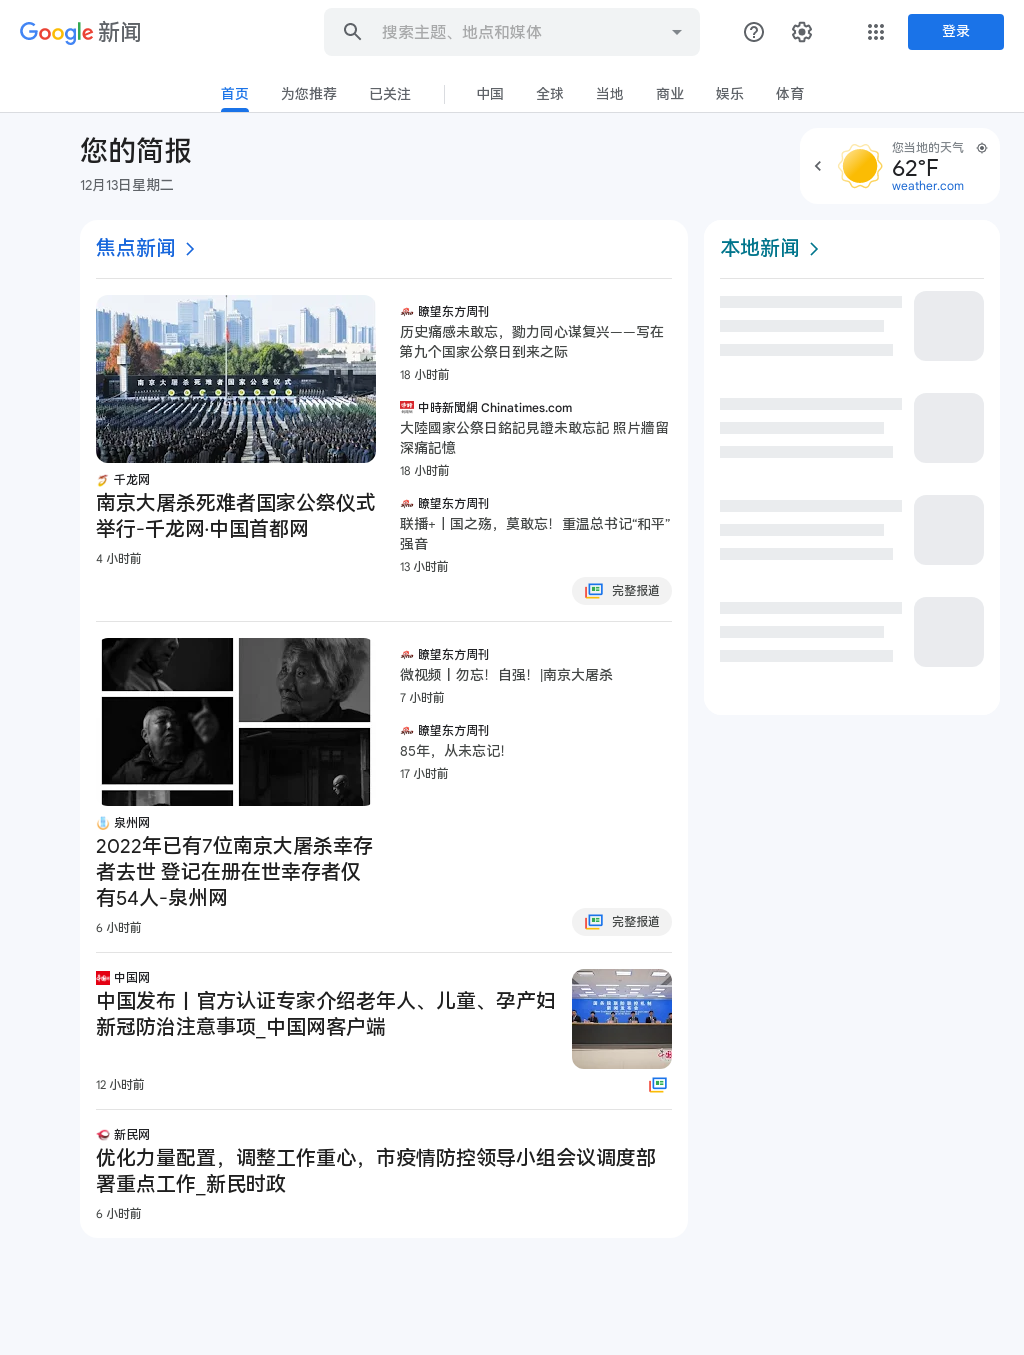 Google 新闻
搜索主题、地点和媒体
登录
首页
为您推荐
已关注
中国
全球
当地
商业
娱乐
体育
您的简报
12月13日星期二
您当地的天气
62°F
weather.com
焦点新闻
南京大屠杀死难者国家公祭仪式
千龙网
南京大屠杀死难者国家公祭仪式
举行-千龙网·中国首都网
4 小时前
瞭望东方周刊
历史痛感未敢忘，勠力同心谋复兴——写在
第九个国家公祭日到来之际
18 小时前
中時新聞網 Chinatimes.com
大陸國家公祭日銘記見證未敢忘記 照片牆留
深痛記憶
18 小时前
瞭望东方周刊
联播+丨国之殇，莫敢忘！重温总书记“和平”
强音
13 小时前
完整报道
泉州网
2022年已有7位南京大屠杀幸存
者去世 登记在册在世幸存者仅
有54人-泉州网
6 小时前
瞭望东方周刊
微视频丨勿忘！自强！|南京大屠杀
7 小时前
瞭望东方周刊
85年，从未忘记！
17 小时前
完整报道
中国网
中国发布丨官方认证专家介绍老年人、儿童、孕产妇
新冠防治注意事项_中国网客户端
12 小时前
新民网
优化力量配置，调整工作重心，市疫情防控领导小组会议调度部
署重点工作_新民时政
6 小时前
本地新闻